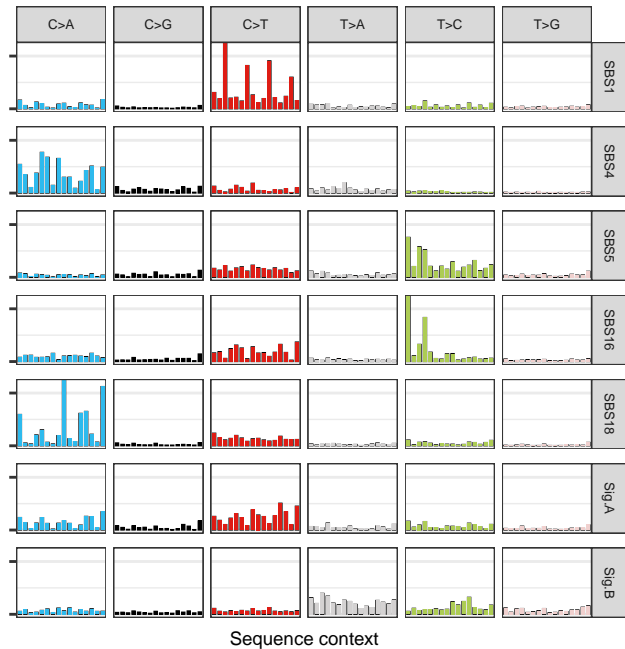 C>A C>G C>T T>A T>C T>G
SBS1
SBS4
SBS5
SBS16
SBS18
Sig.A
Sig.B
Sequence context